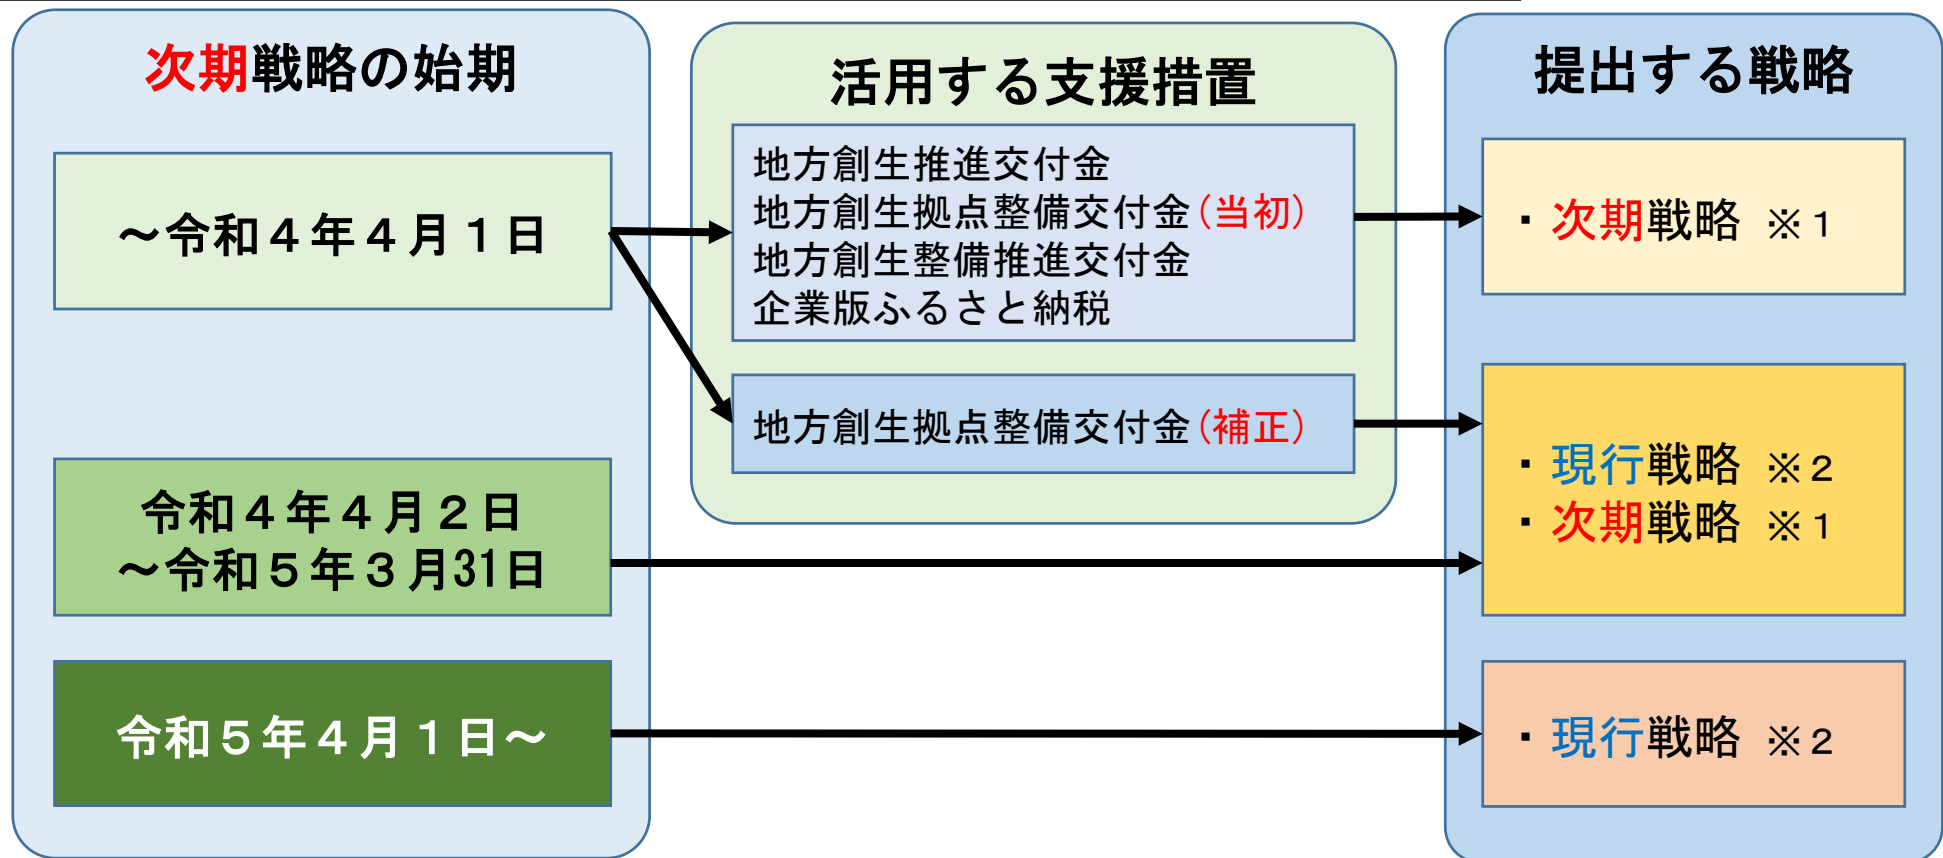 次期戦略の始期
～令和４年４月１日
令和４年４月２日
～令和５年３月31日
令和５年４月１日～
活用する支援措置
地方創生推進交付金
地方創生拠点整備交付金(当初)
地方創生整備推進交付金
企業版ふるさと納税
地方創生拠点整備交付金(補正)
提出する戦略
・次期戦略 ※１
・現行戦略 ※２
・次期戦略 ※１
・現行戦略 ※２